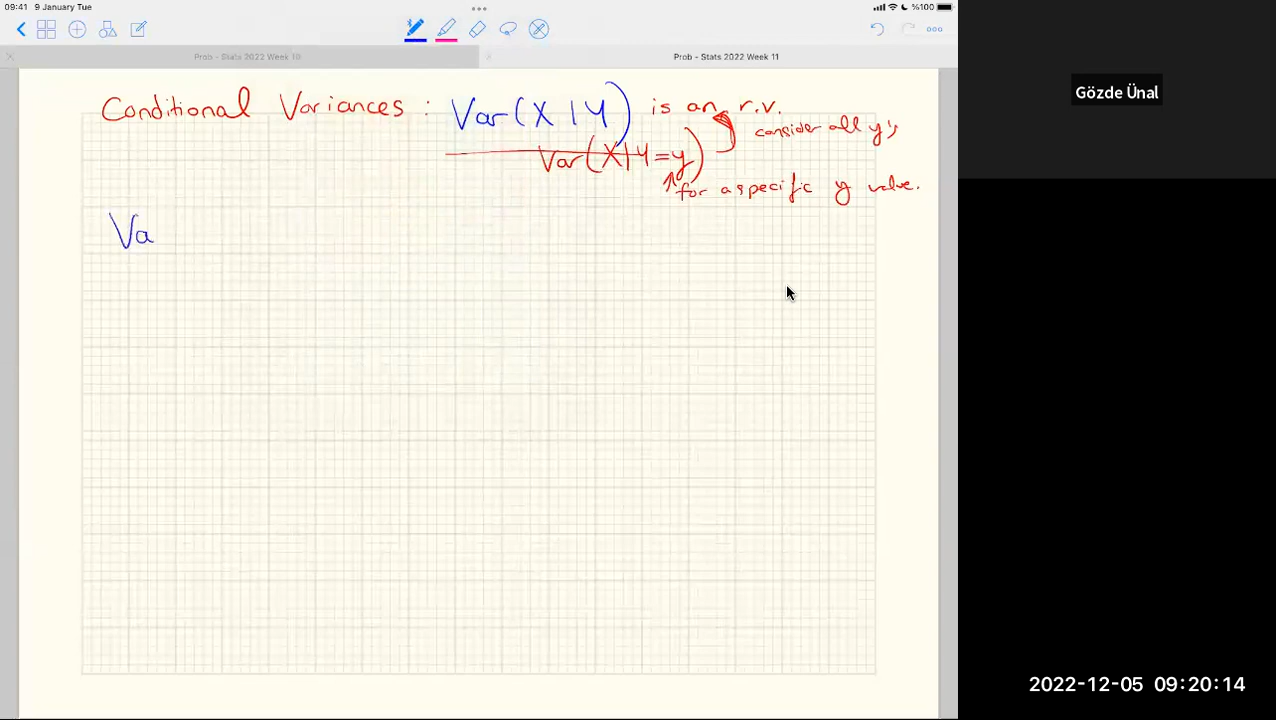 09:41 9 January Tue
%100
Prob - Stats 2022 Week 10
Prob - Stats 2022 Week 11
Conditional Variances : Var(X|Y) is an r.v.
consider all y's
Var(X|Y=y)
for a specific y value.
Va
Gözde Ünal
2022-12-05 09:20:14